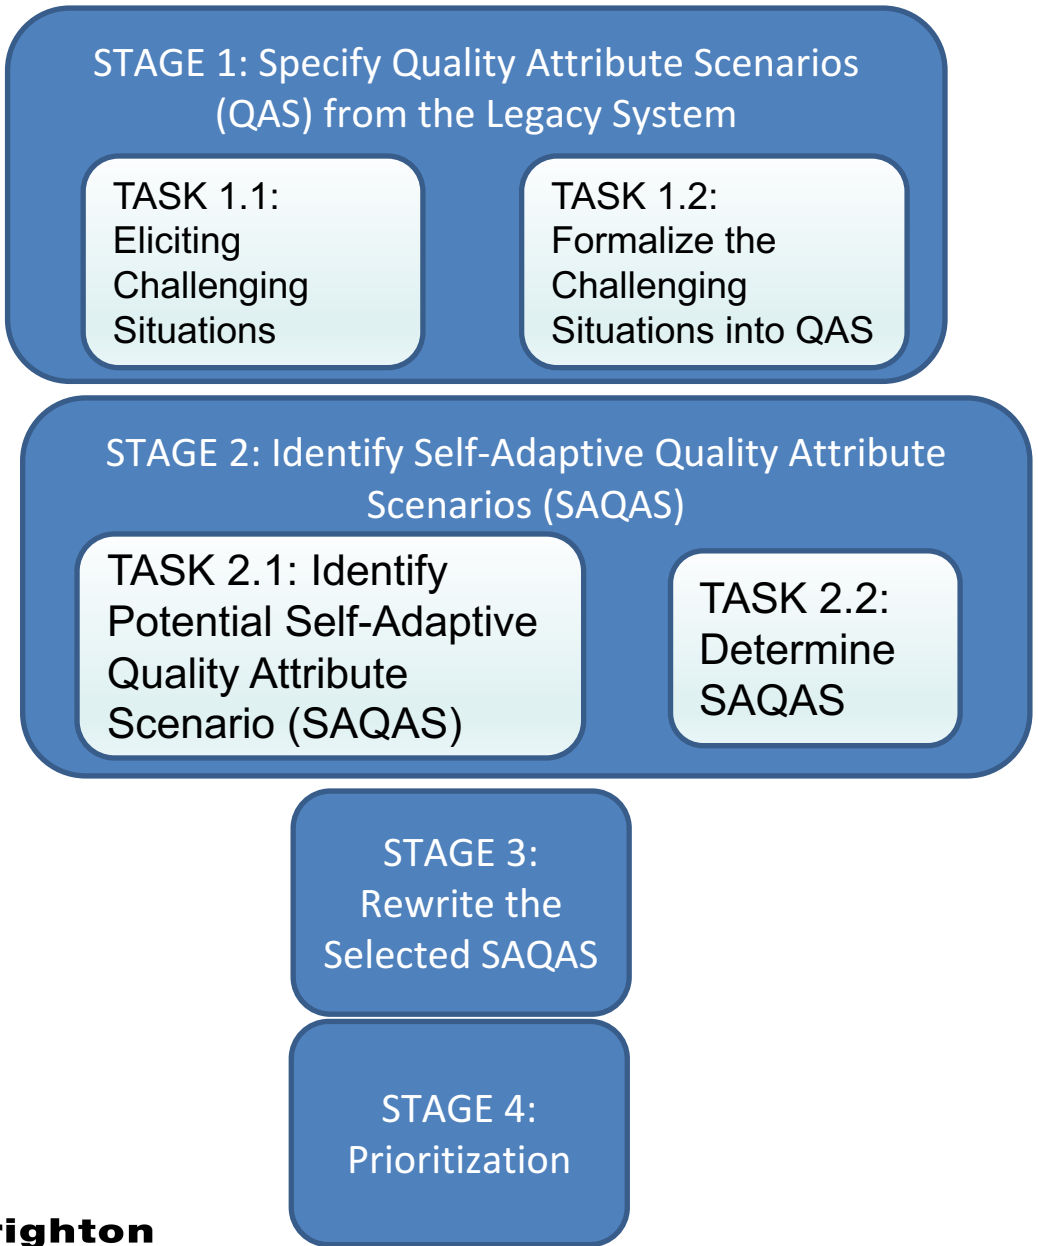 STAGE 1: Specify Quality Attribute Scenarios
(QAS) from the Legacy System
TASK 1.1:
Eliciting
Challenging
Situations
TASK 1.2:
Formalize the
Challenging
Situations into QAS
STAGE 2: Identify Self-Adaptive Quality Attribute
Scenarios (SAQAS)
TASK 2.1: Identify
Potential Self-Adaptive
Quality Attribute
Scenario (SAQAS)
TASK 2.2:
Determine
SAQAS
STAGE 3:
Rewrite the
Selected SAQAS
STAGE 4:
Prioritization
righton